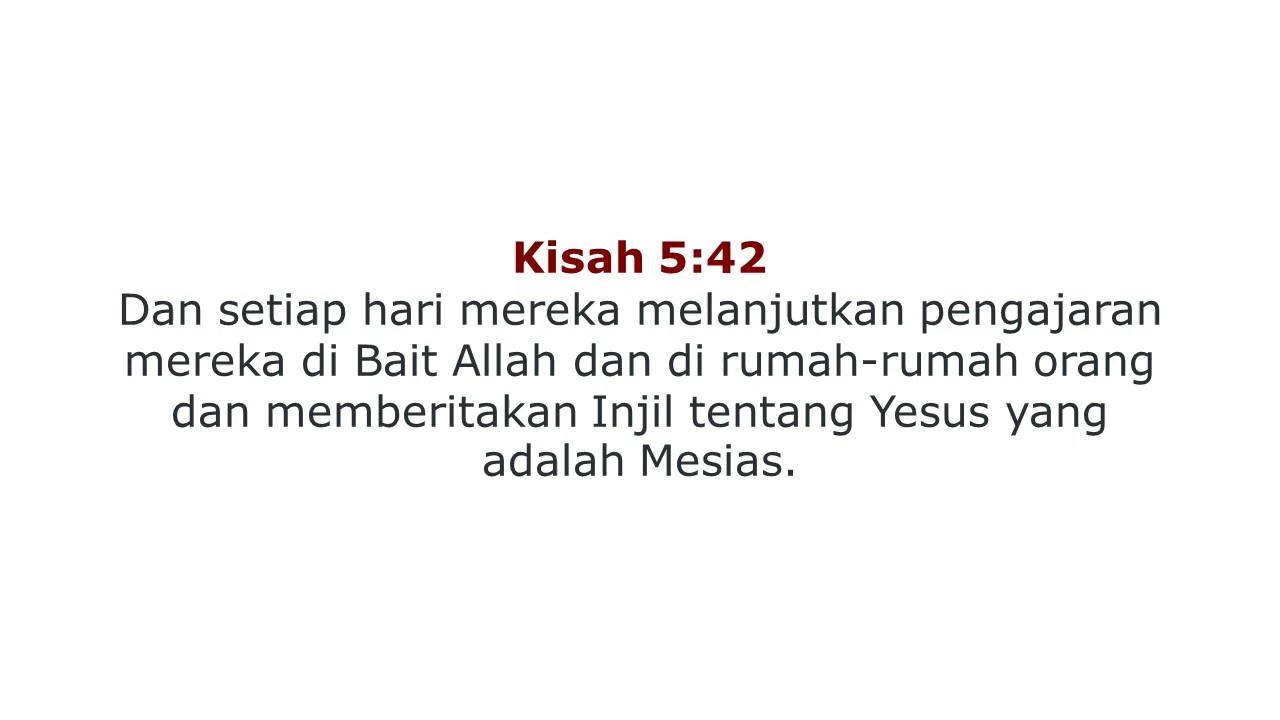 Kisah 5:42
Dan setiap hari mereka melanjutkan pengajaran
mereka di Bait Allah dan di rumah-rumah orang
dan memberitakan Injil tentang Yesus yang
adalah Mesias.